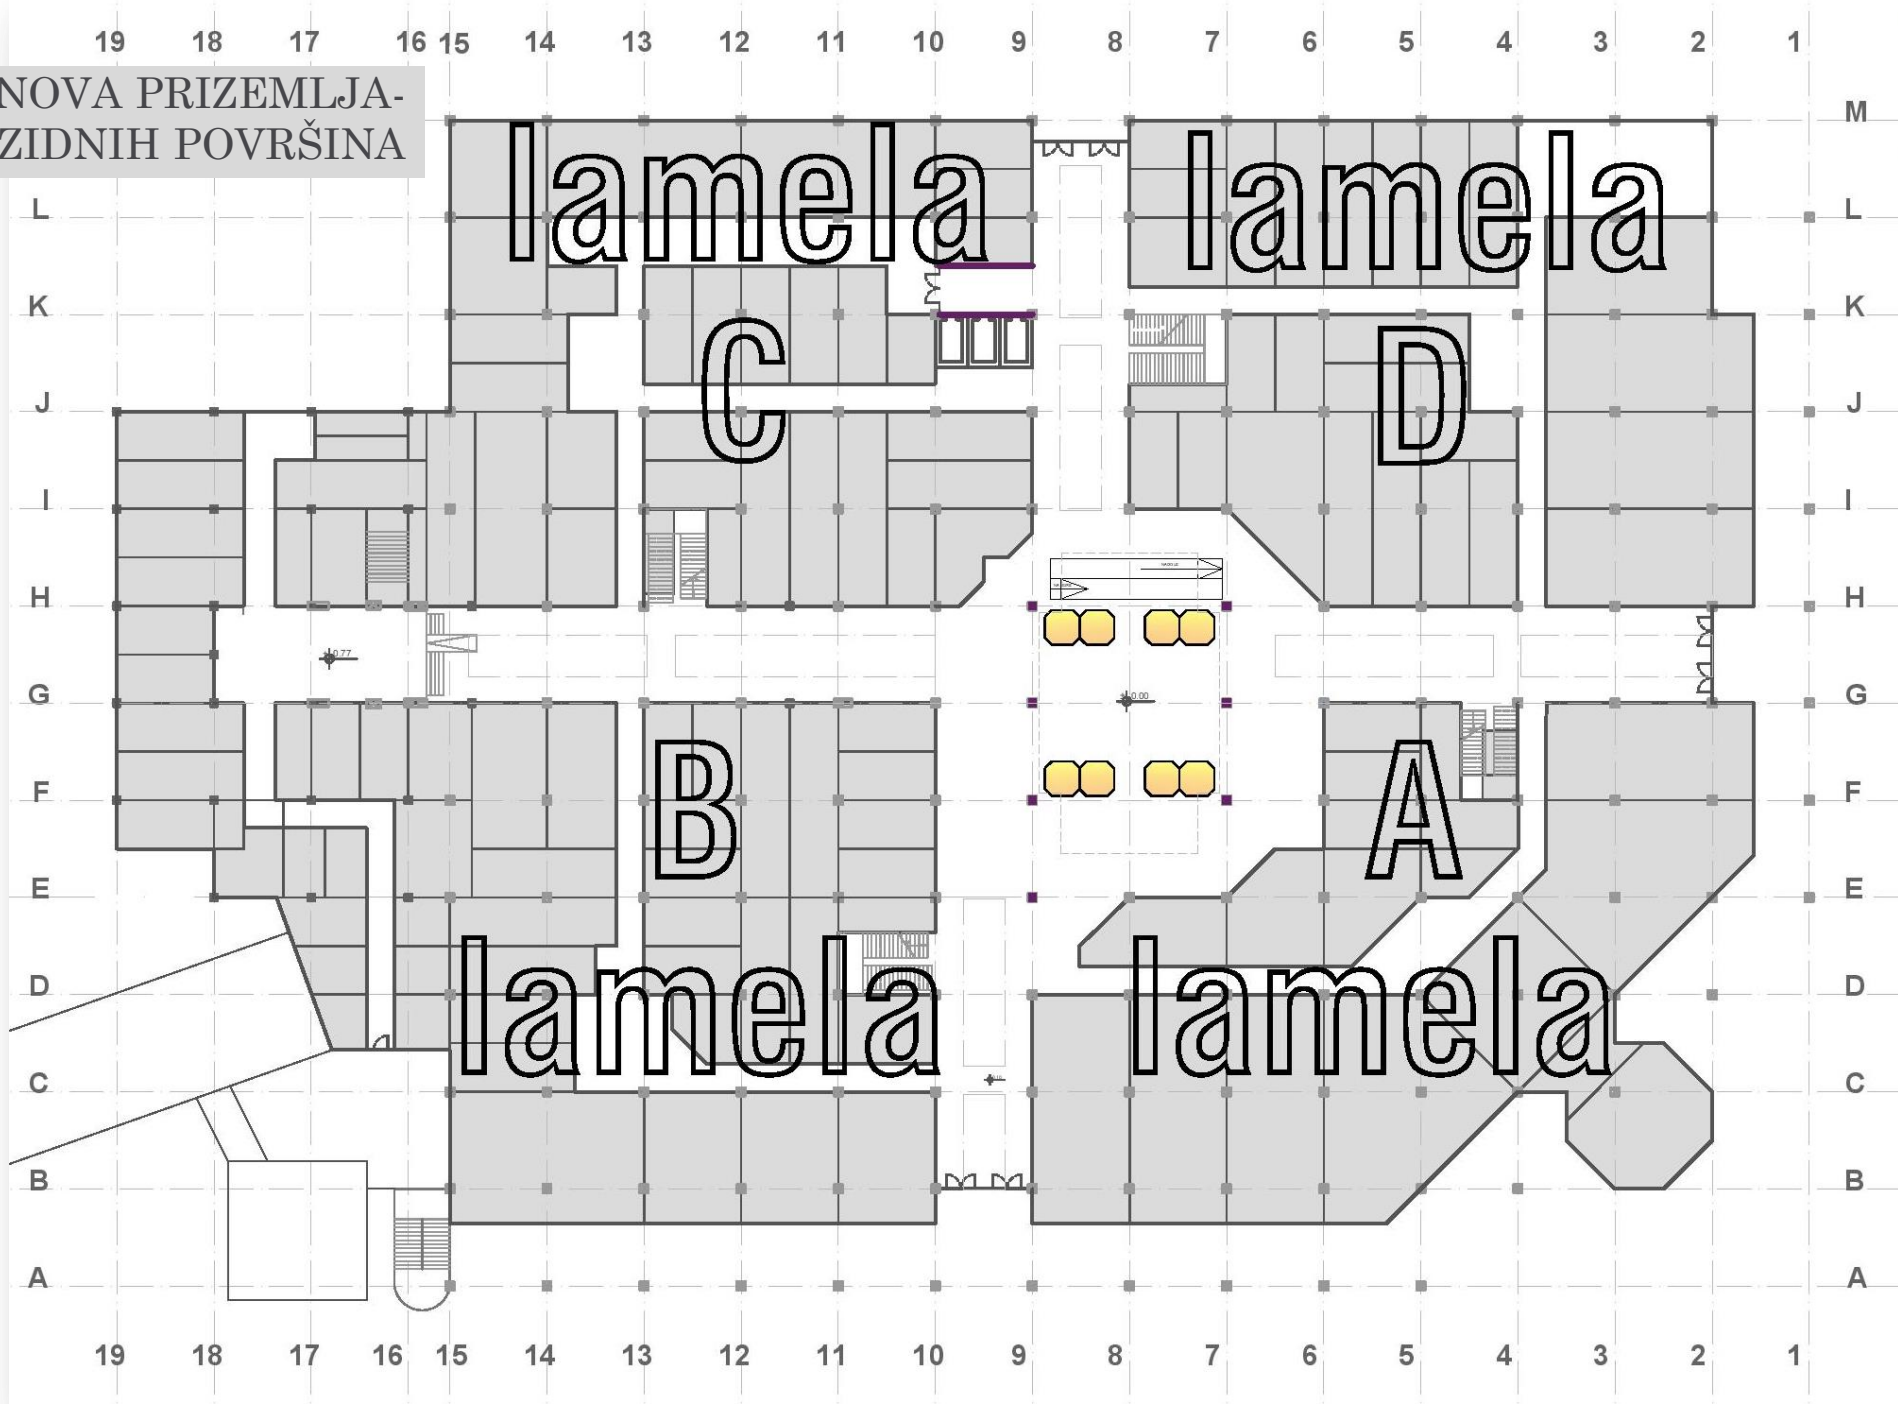 19 18 17 16 15 14 13 12 11 10 9 8 7 6 5 4 3 2 1
NOVA PRIZEMLJA-
ZIDNIH POVRŠINA
M
lamela lamela
L L
K K
C D
J J
I I
H H
G G
B A
F F
E E
lamela lamela
D D
C C
B B
A A
19 18 17 16 15 14 13 12 11 10 9 8 7 6 5 4 3 2 1